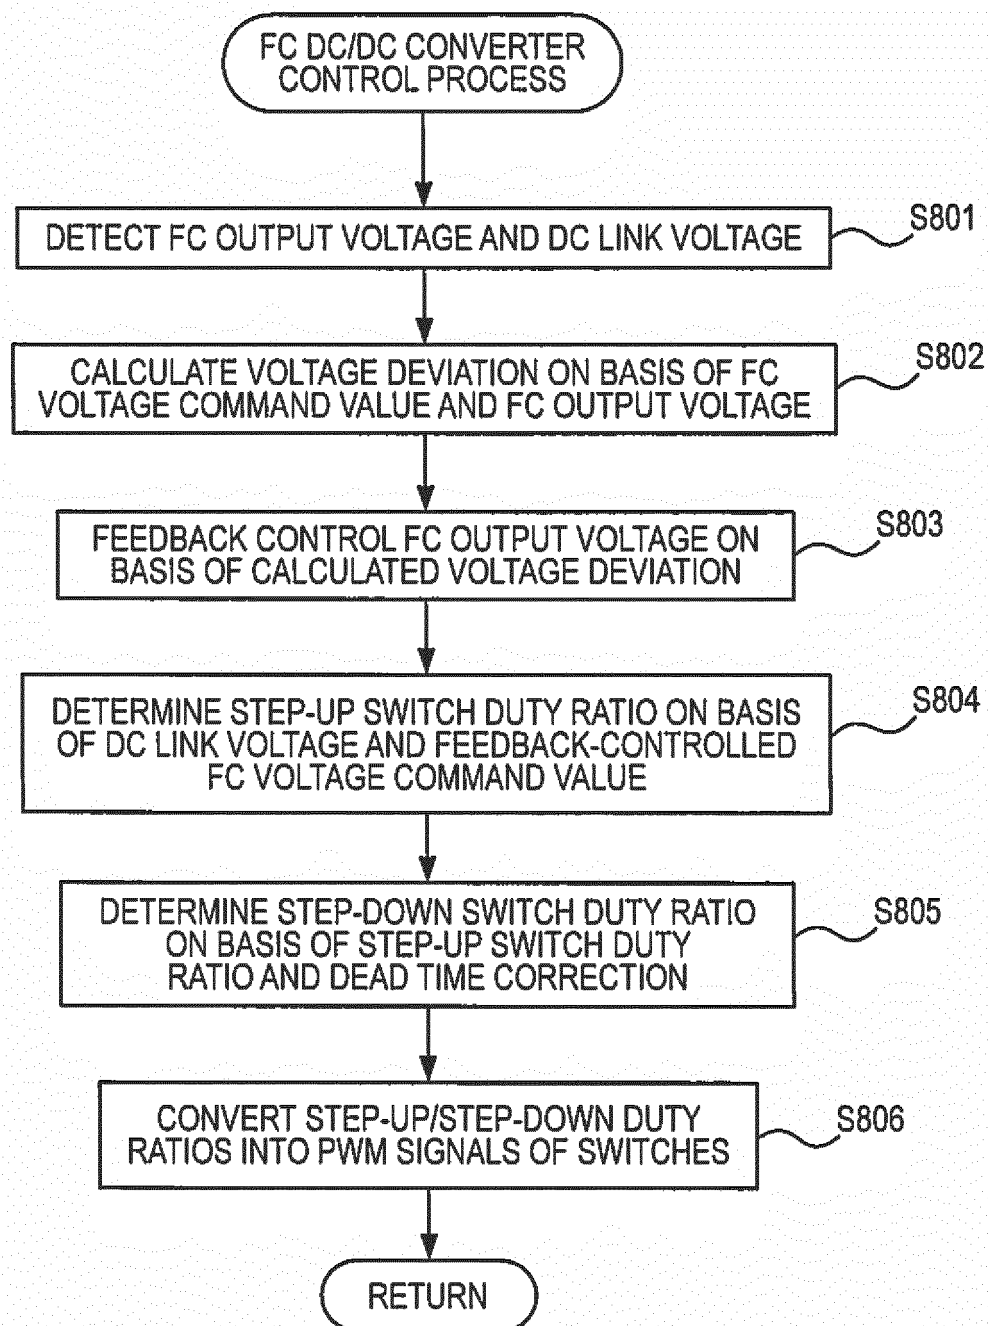 FC DC/DC CONVERTER
CONTROL PROCESS
DETECT FC OUTPUT VOLTAGE AND DC LINK VOLTAGE
S801
CALCULATE VOLTAGE DEVIATION ON BASIS OF FC
VOLTAGE COMMAND VALUE AND FC OUTPUT VOLTAGE
S802
FEEDBACK CONTROL FC OUTPUT VOLTAGE ON
BASIS OF CALCULATED VOLTAGE DEVIATION
S803
DETERMINE STEP-UP SWITCH DUTY RATIO ON BASIS
OF DC LINK VOLTAGE AND FEEDBACK-CONTROLLED
FC VOLTAGE COMMAND VALUE
S804
DETERMINE STEP-DOWN SWITCH DUTY RATIO
ON BASIS OF STEP-UP SWITCH DUTY
RATIO AND DEAD TIME CORRECTION
S805
CONVERT STEP-UP/STEP-DOWN DUTY
RATIOS INTO PWM SIGNALS OF SWITCHES
S806
RETURN